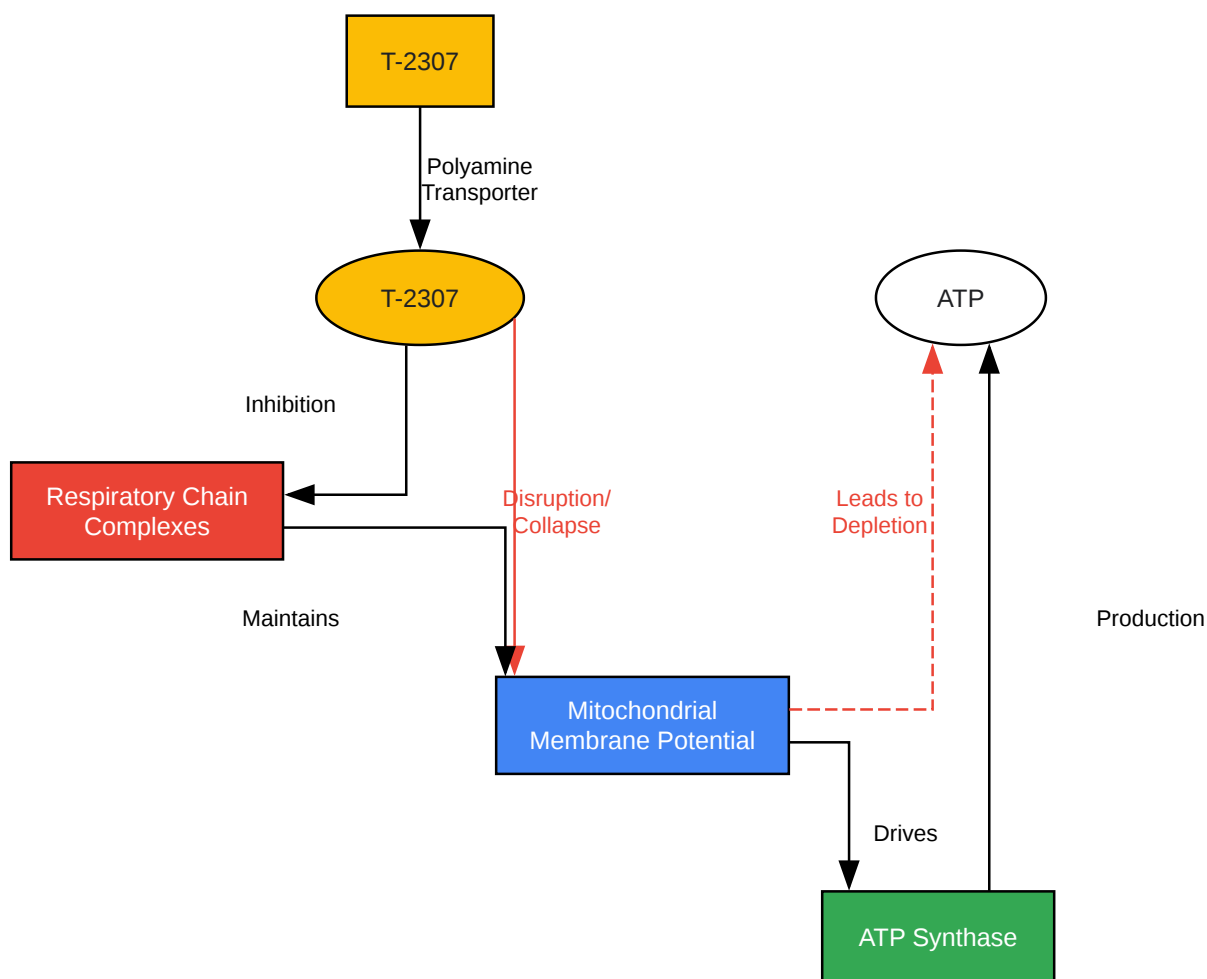 T-2307
Polyamine
Transporter
T-2307
ATP
Inhibition
Respiratory Chain
Complexes
Disruption/
Collapse
Leads to
Depletion
Maintains
Production
Mitochondrial
Membrane Potential
Drives
ATP Synthase